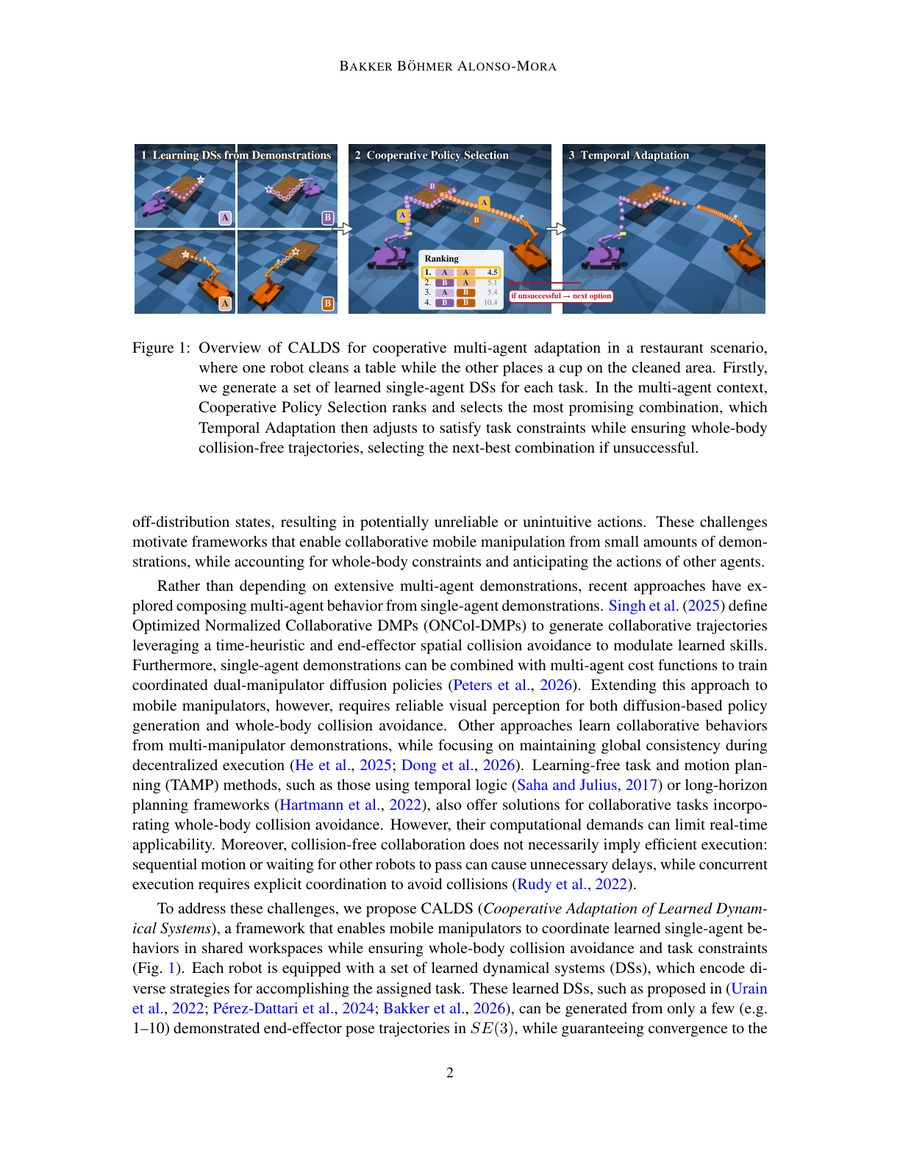 BAKKER BÖHMER ALONSO-MORA
1 Learning DSs from Demonstrations
A
B
A
B
2 Cooperative Policy Selection
B
A
A
B
Ranking
1. A A 4.5
2. B A 5.1
3. A B 5.4
4. B B 10.4
if unsuccessful → next option
3 Temporal Adaptation
Figure 1: Overview of CALDS for cooperative multi-agent adaptation in a restaurant scenario,
where one robot cleans a table while the other places a cup on the cleaned area. Firstly,
we generate a set of learned single-agent DSs for each task. In the multi-agent context,
Cooperative Policy Selection ranks and selects the most promising combination, which
Temporal Adaptation then adjusts to satisfy task constraints while ensuring whole-body
collision-free trajectories, selecting the next-best combination if unsuccessful.
off-distribution states, resulting in potentially unreliable or unintuitive actions. These challenges
motivate frameworks that enable collaborative mobile manipulation from small amounts of demon-
strations, while accounting for whole-body constraints and anticipating the actions of other agents.
Rather than depending on extensive multi-agent demonstrations, recent approaches have ex-
plored composing multi-agent behavior from single-agent demonstrations. Singh et al. (2025) define
Optimized Normalized Collaborative DMPs (ONCol-DMPs) to generate collaborative trajectories
leveraging a time-heuristic and end-effector spatial collision avoidance to modulate learned skills.
Furthermore, single-agent demonstrations can be combined with multi-agent cost functions to train
coordinated dual-manipulator diffusion policies (Peters et al., 2026). Extending this approach to
mobile manipulators, however, requires reliable visual perception for both diffusion-based policy
generation and whole-body collision avoidance. Other approaches learn collaborative behaviors
from multi-manipulator demonstrations, while focusing on maintaining global consistency during
decentralized execution (He et al., 2025; Dong et al., 2026). Learning-free task and motion plan-
ning (TAMP) methods, such as those using temporal logic (Saha and Julius, 2017) or long-horizon
planning frameworks (Hartmann et al., 2022), also offer solutions for collaborative tasks incorpo-
rating whole-body collision avoidance. However, their computational demands can limit real-time
applicability. Moreover, collision-free collaboration does not necessarily imply efficient execution:
sequential motion or waiting for other robots to pass can cause unnecessary delays, while concurrent
execution requires explicit coordination to avoid collisions (Rudy et al., 2022).
To address these challenges, we propose CALDS (Cooperative Adaptation of Learned Dynam-
ical Systems), a framework that enables mobile manipulators to coordinate learned single-agent be-
haviors in shared workspaces while ensuring whole-body collision avoidance and task constraints
(Fig. 1). Each robot is equipped with a set of learned dynamical systems (DSs), which encode di-
verse strategies for accomplishing the assigned task. These learned DSs, such as proposed in (Urain
et al., 2022; Pérez-Dattari et al., 2024; Bakker et al., 2026), can be generated from only a few (e.g.
1–10) demonstrated end-effector pose trajectories in SE(3), while guaranteeing convergence to the
2